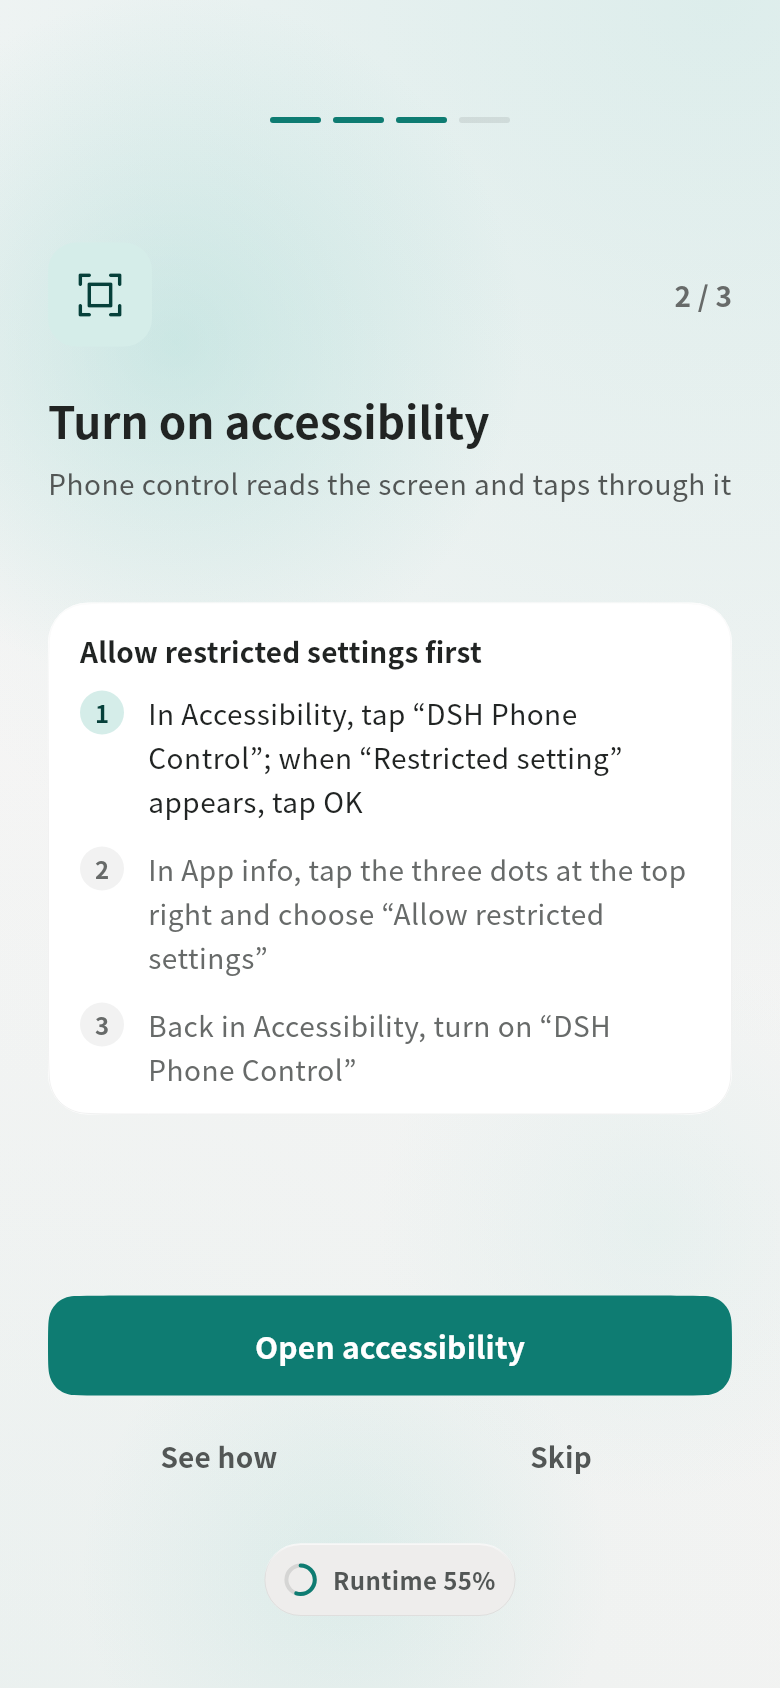 2 / 3
Turn on accessibility
Phone control reads the screen and taps through it
Allow restricted settings first
1
In Accessibility, tap “DSH Phone
Control”; when “Restricted setting”
appears, tap OK
2
In App info, tap the three dots at the top
right and choose “Allow restricted
settings”
3
Back in Accessibility, turn on “DSH
Phone Control”
Open accessibility
See how
Skip
Runtime 55%